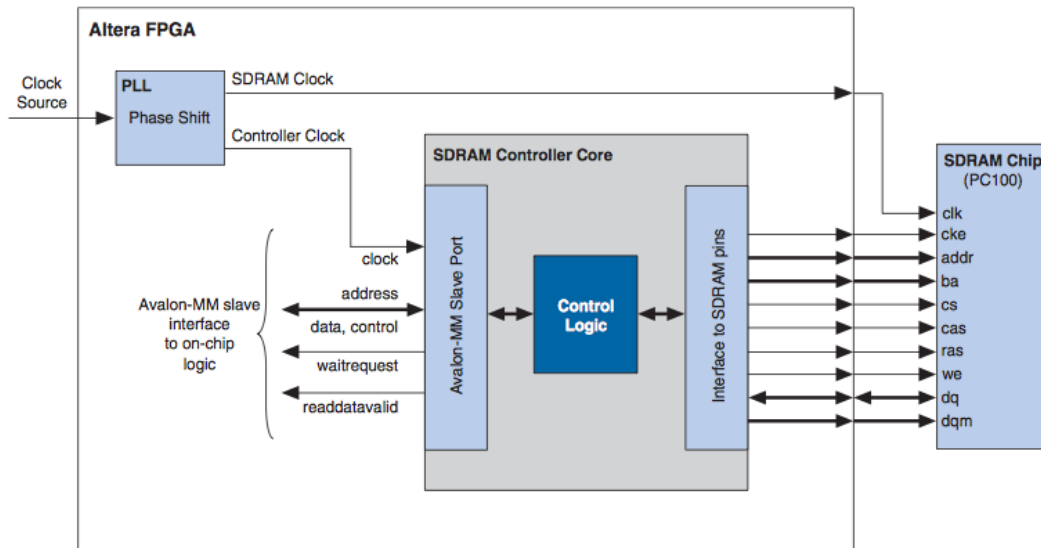 Altera FPGA
Clock
Source
PLL
Phase Shift
SDRAM Clock
Controller Clock
SDRAM Controller Core
SDRAM Chip
(PC100)
Avalon-MM slave
interface
to on-chip
logic
clock
address
data, control
waitrequest
readdatavalid
Avalon-MM Slave Port
Control
Logic
Interface to SDRAM pins
clk
cke
addr
ba
cs
cas
ras
we
dq
dqm